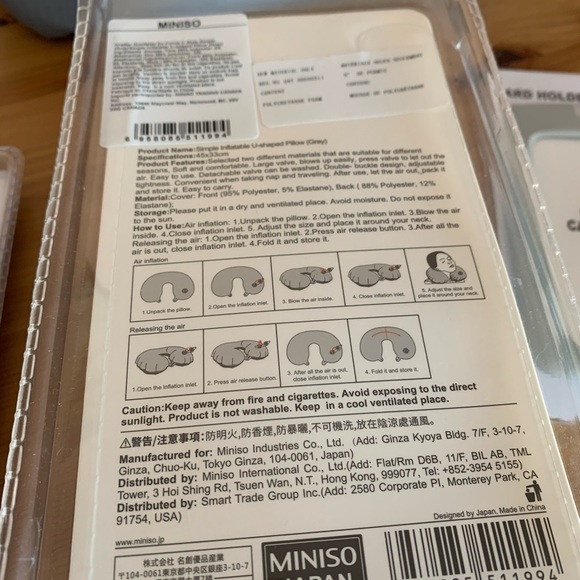 MINISO
NEW MATERIAL ONLY
CONTENT
POLYURETHANE FOAM
CONTENU
MOUSSE DE POLYURETHANE
CARD HOLDE
6 955085 511994
Product Name:Simple Inflatable U-shaped Pillow (Grey)
Specifications:45x33cm
Product Features:Selected two different materials that are suitable for different
seasons, Soft and comfortable. Large valve, blows up easily, press valve to let out the
air. Easy to use. Detachable valve can be washed. Double- buckle design, adjustable
tightness. Convenient when taking nap and traveling. After use, let the air out, pack it
and store it. Easy to carry.
Material:Cover: Front (95% Polyester, 5% Elastane), Back ( 88% Polyester, 12%
Elastane);
Storage:Please put it in a dry and ventilated place. Avoid moisture. Do not expose it
to the sun.
How to Use:Air inflation: 1.Unpack the pillow. 2.Open the inflation inlet. 3.Blow the air
inside. 4.Close inflation inlet. 5. Adjust the size and place it around your neck.
Releasing the air: 1.Open the inflation inlet. 2.Press air release button. 3.After all the
air is out, close inflation inlet. 4.Fold it and store it.
Air inflation
1.Unpack the pillow.
2.Open the inflation inlet.
3. Blow the air inside.
4. Close inflation inlet.
5. Adjust the size and
place it around your neck.
Releasing the air
1.Open the inflation inlet.
2. Press air release button.
3. After all the air is out,
close inflation inlet.
4. Fold it and store it.
Caution:Keep away from fire and cigarettes. Avoid exposing to the direct
sunlight. Product is not washable. Keep in a cool ventilated place.
⚠警告/注意事項:防明火,防香煙,防暴曬,不可機洗,放在陰涼處通風。
Manufactured for: Miniso Industries Co., Ltd. (Add: Ginza Kyoya Bldg. 7/F, 3-10-7,
Ginza, Chuo-Ku, Tokyo Ginza, 104-0061, Japan)
Distributed by: Miniso International Co., Ltd.(Add: Flat/Rm D6B, 11/F, BIL AB, TML
Tower, 3 Hoi Shing Rd, Tsuen Wan, N.T., Hong Kong, 999077, Tel: +852-3954 5155)
Distributed by: Smart Trade Group Inc.(Add: 2580 Corporate Pl, Monterey Park, CA
91754, USA)
www.miniso.jp
Designed by Japan, Made in China
株式会社 名創優品産業
〒104-0061東京都中央区銀座3-10-7
MINISO
JAPAN
511994